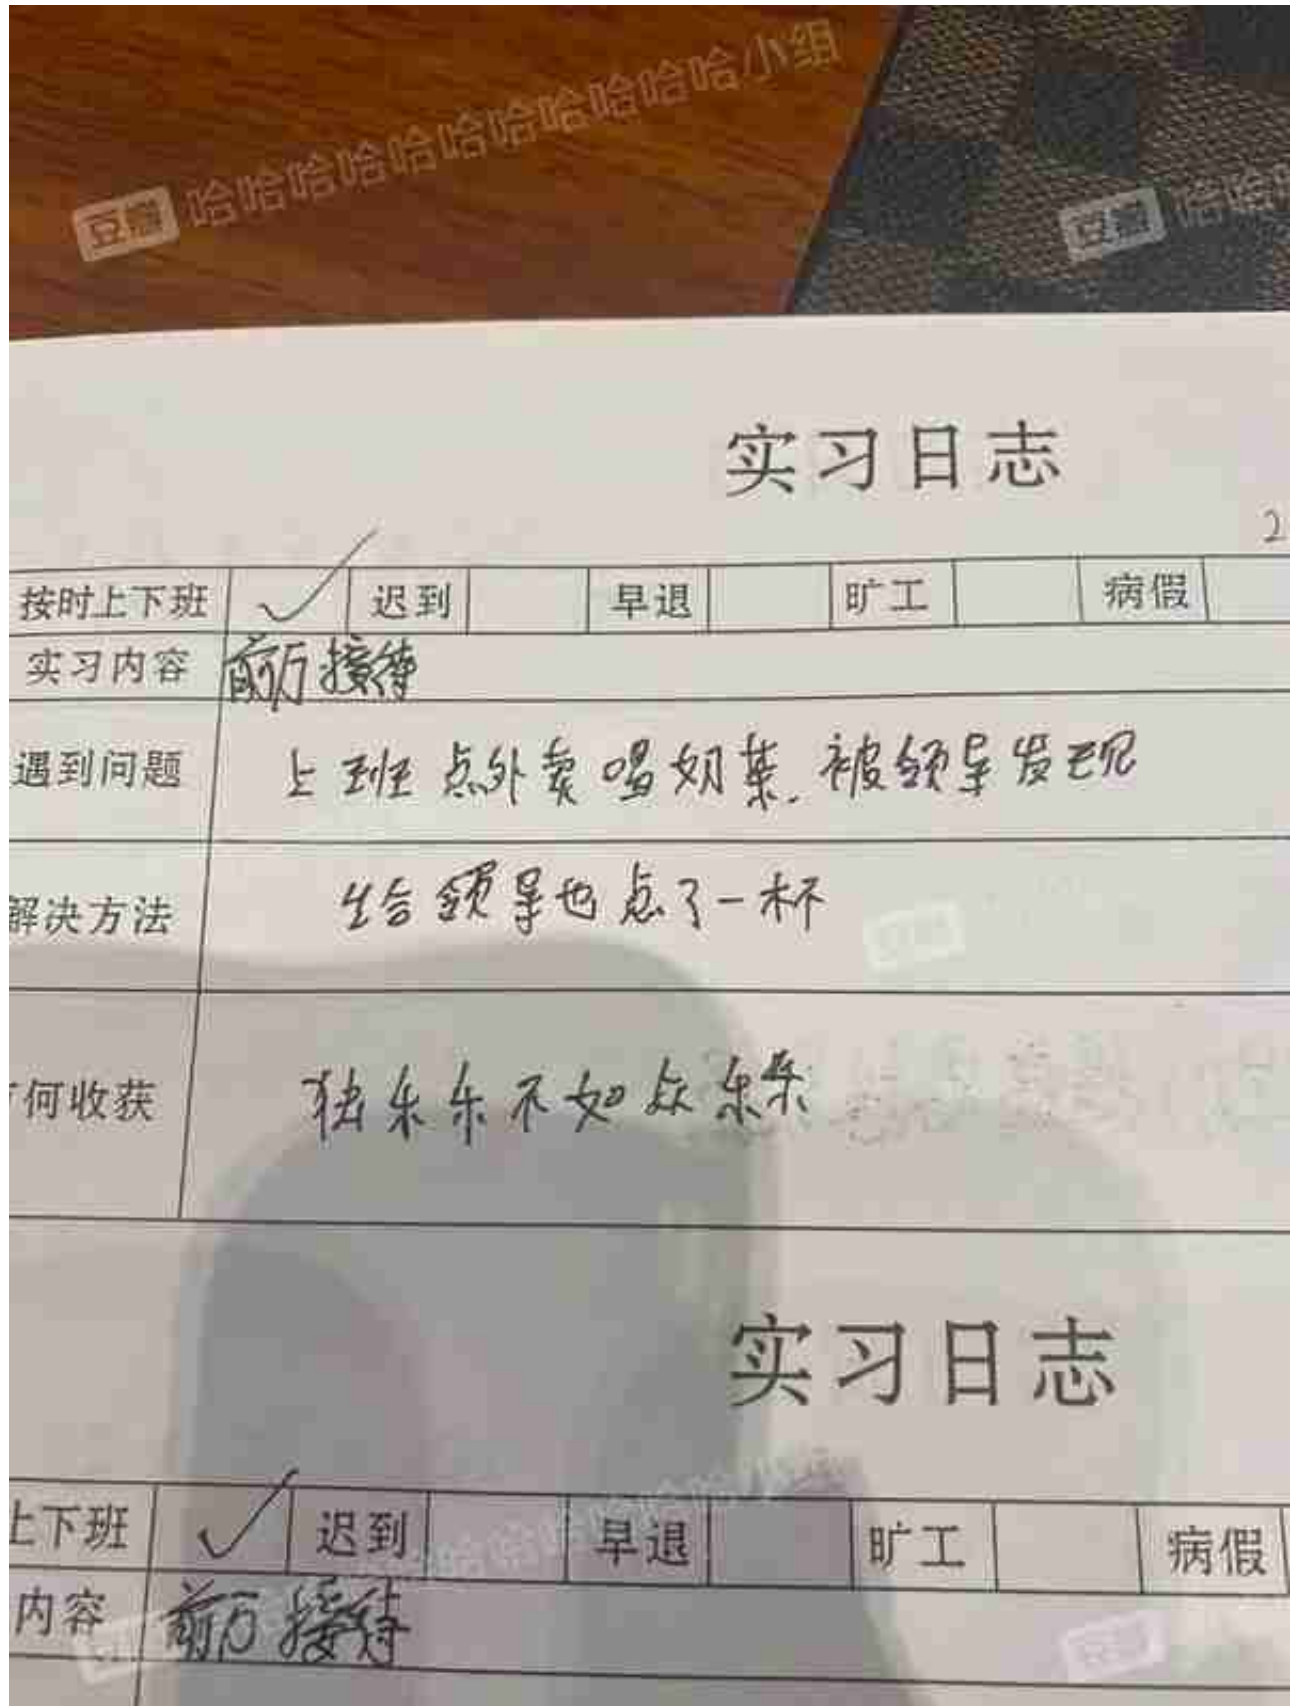 豆瓣 哈哈哈哈哈哈哈哈哈哈哈小组
豆瓣 哈哈
实习日志
2
按时上下班 ✓ 迟到 早退 旷工 病假
实习内容 前厅接待
遇到问题 上班点外卖喝奶茶.被领导发现
解决方法 给领导也点了一杯
何收获 独乐乐不如众乐乐
实习日志
上下班 ✓ 迟到 早退 旷工 病假
内容 前厅接待